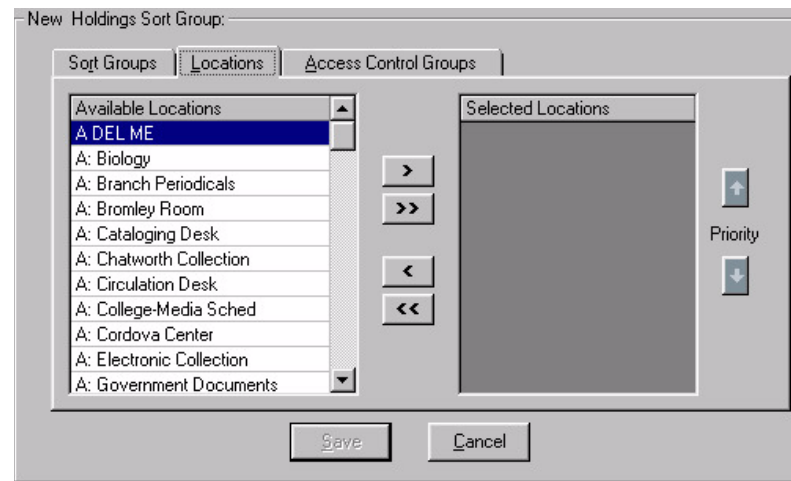 New Holdings Sort Group:
Sort Groups
Locations
Access Control Groups
Available Locations
A DEL ME
A: Biology
A: Branch Periodicals
A: Bromley Room
A: Cataloging Desk
A: Chatworth Collection
A: Circulation Desk
A: College-Media Sched
A: Cordova Center
A: Electronic Collection
A: Government Documents
>
>>
<
<<
Selected Locations
Priority
Save
Cancel